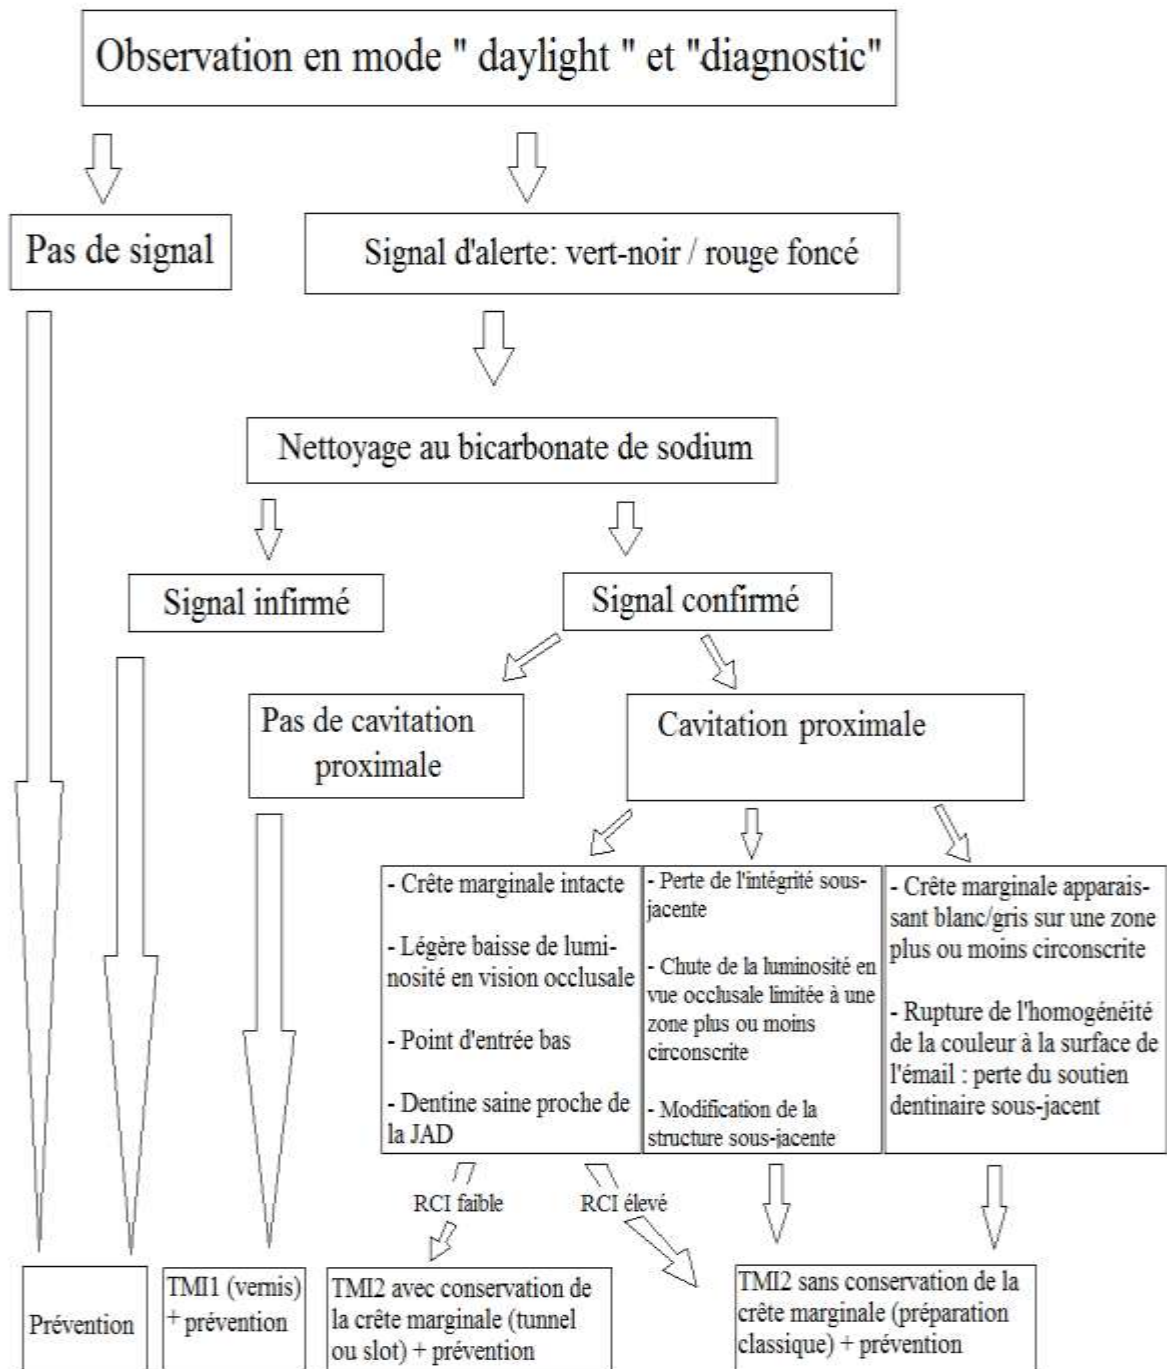 Observation en mode " daylight " et "diagnostic"
Pas de signal
Signal d'alerte: vert-noir / rouge foncé
Nettoyage au bicarbonate de sodium
Signal infirmé
Signal confirmé
Pas de cavitation
proximale
Cavitation proximale
- Crête marginale intacte
- Légère baisse de lumi-
nosité en vision occlusale
- Point d'entrée bas
- Dentine saine proche de
la JAD
- Perte de l'intégrité sous-
jacente
- Chute de la luminosité en
vue occlusale limitée à une
zone plus ou moins
circonscrite
- Modification de la
structure sous-jacente
- Crête marginale apparais-
sant blanc/gris sur une zone
plus ou moins circonscrite
- Rupture de l'homogénéité
de la couleur à la surface de
l'émail : perte du soutien
dentinaire sous-jacent
RCI faible
RCI élevé
Prévention
TMI1 (vernis)
+ prévention
TMI2 avec conservation de
la crête marginale (tunnel
ou slot) + prévention
TMI2 sans conservation de la
crête marginale (préparation
classique) + prévention